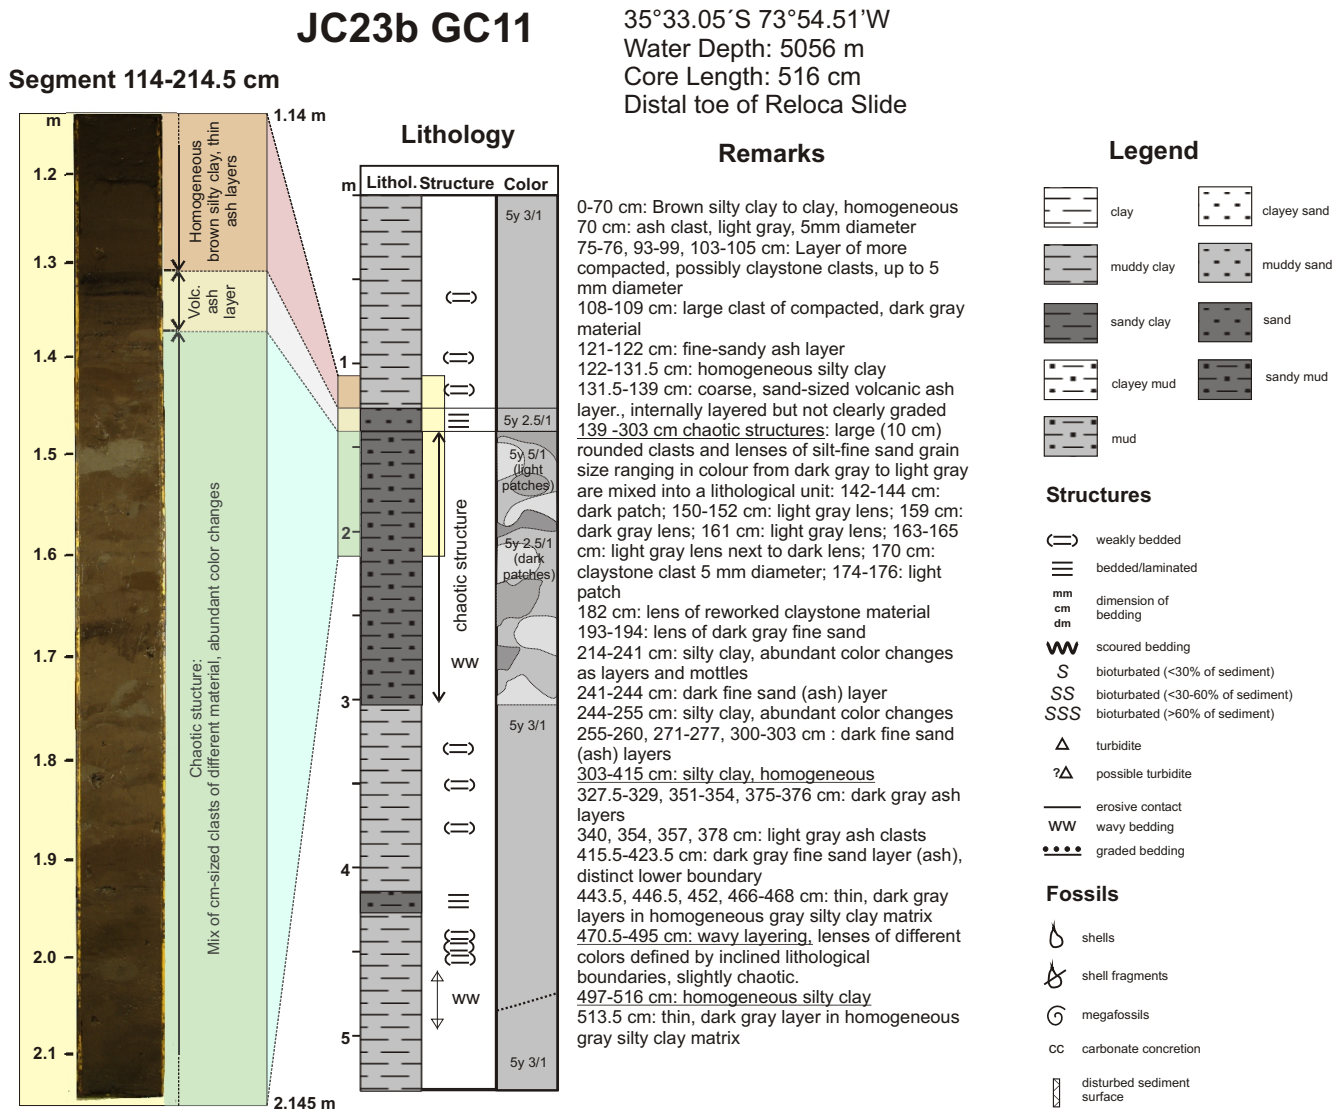 JC23b GC11
35°33.05´S 73°54.51’W
Water Depth: 5056 m
Core Length: 516 cm
Distal toe of Reloca Slide
Segment 114-214.5 cm
m
1.14 m
1.2
1.3
1.4
1.5
1.6
1.7
1.8
1.9
2.0
2.1
2.145 m
Homogeneous
brown silty clay, thin
ash layers
Volc.
ash
layer
Chaotic stucture:
Mix of cm-sized clasts of different material, abundant color changes
Lithology
m
Lithol. Structure Color
1
2
3
4
5
chaotic structure
WW
WW
5y 3/1
5y 2.5/1
5y 5/1
(light
patches)
5y 2.5/1
(dark
patches)
5y 3/1
5y 3/1
Remarks
0-70 cm: Brown silty clay to clay, homogeneous
70 cm: ash clast, light gray, 5mm diameter
75-76, 93-99, 103-105 cm: Layer of more
compacted, possibly claystone clasts, up to 5
mm diameter
108-109 cm: large clast of compacted, dark gray
material
121-122 cm: fine-sandy ash layer
122-131.5 cm: homogeneous silty clay
131.5-139 cm: coarse, sand-sized volcanic ash
layer., internally layered but not clearly graded
139 -303 cm chaotic structures: large (10 cm)
rounded clasts and lenses of silt-fine sand grain
size ranging in colour from dark gray to light gray
are mixed into a lithological unit: 142-144 cm:
dark patch; 150-152 cm: light gray lens; 159 cm:
dark gray lens; 161 cm: light gray lens; 163-165
cm: light gray lens next to dark lens; 170 cm:
claystone clast 5 mm diameter; 174-176: light
patch
182 cm: lens of reworked claystone material
193-194: lens of dark gray fine sand
214-241 cm: silty clay, abundant color changes
as layers and mottles
241-244 cm: dark fine sand (ash) layer
244-255 cm: silty clay, abundant color changes
255-260, 271-277, 300-303 cm : dark fine sand
(ash) layers
303-415 cm: silty clay, homogeneous
327.5-329, 351-354, 375-376 cm: dark gray ash
layers
340, 354, 357, 378 cm: light gray ash clasts
415.5-423.5 cm: dark gray fine sand layer (ash),
distinct lower boundary
443.5, 446.5, 452, 466-468 cm: thin, dark gray
layers in homogeneous gray silty clay matrix
470.5-495 cm: wavy layering, lenses of different
colors defined by inclined lithological
boundaries, slightly chaotic.
497-516 cm: homogeneous silty clay
513.5 cm: thin, dark gray layer in homogeneous
gray silty clay matrix
Legend
clay
muddy clay
sandy clay
clayey mud
mud
clayey sand
muddy sand
sand
sandy mud
Structures
weakly bedded
bedded/laminated
mm
cm
dm
dimension of
bedding
scoured bedding
S bioturbated (<30% of sediment)
SS bioturbated (<30-60% of sediment)
SSS bioturbated (>60% of sediment)
turbidite
? possible turbidite
erosive contact
WW wavy bedding
graded bedding
Fossils
shells
shell fragments
megafossils
cc carbonate concretion
disturbed sediment
surface